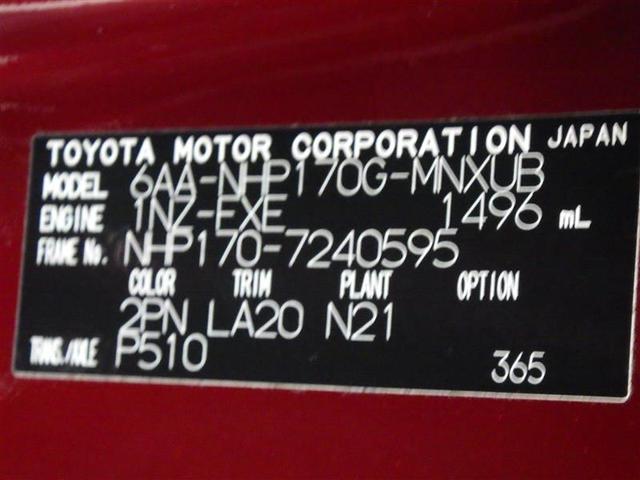 TOYOTA MOTOR CORPORATION JAPAN
MODEL 6AA-NHP170G-MNXUB
ENGINE 1NZ-EXE 1496 mL
FRAME No. NHP170-7240595
COLOR TRIM PLANT OPTION
2PN LA20 N21
TRANS./AXLE P510
365